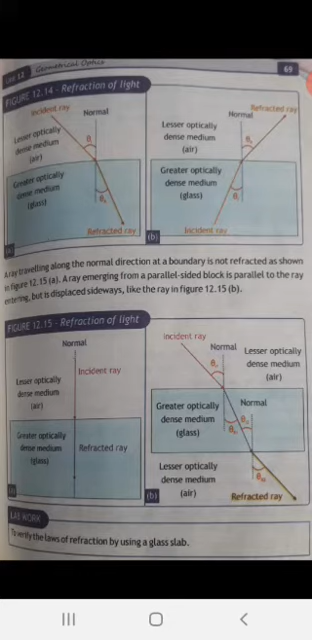 Unit 12 Geometrical Optics
69
FIGURE 12.14 - Refraction of light
Incident ray
Normal
Lesser optically
dense medium
(air)
Greater optically
dense medium
(glass)
Refracted ray
(a)
Refracted ray
Normal
Lesser optically
dense medium
(air)
Greater optically
dense medium
(glass)
Incident ray
(b)
A ray travelling along the normal direction at a boundary is not refracted as shown
in figure 12.15 (a). A ray emerging from a parallel-sided block is parallel to the ray
entering, but is displaced sideways, like the ray in figure 12.15 (b).
FIGURE 12.15 - Refraction of light
Normal
Incident ray
Lesser optically
dense medium
(air)
Greater optically
dense medium
(glass)
Refracted ray
(a)
Incident ray
Normal
Lesser optically
dense medium
(air)
Greater optically
dense medium
(glass)
Normal
Lesser optically
dense medium
(air)
(b)
Refracted ray
LAB WORK
To verify the laws of refraction by using a glass slab.